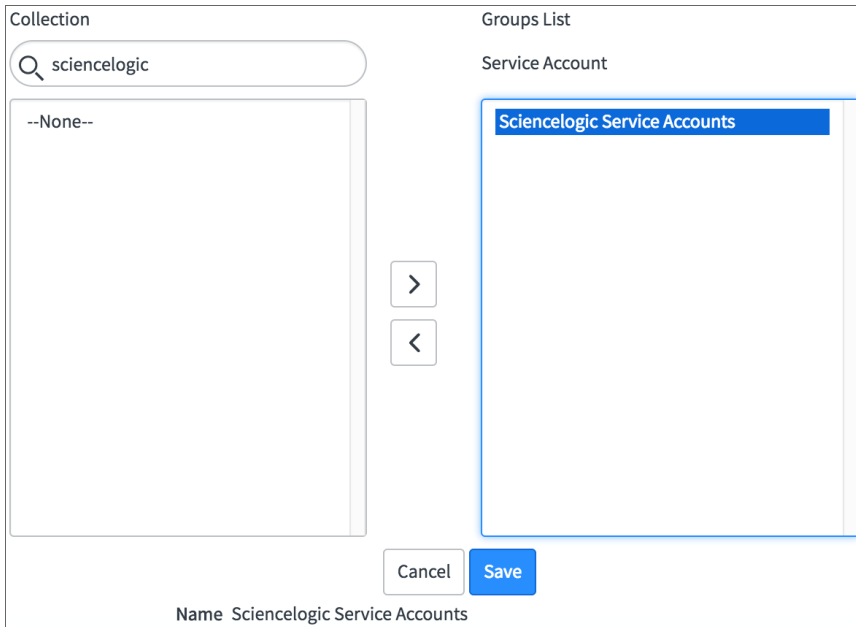 Collection
Groups List
sciencelogic
Service Account
--None--
Sciencelogic Service Accounts
Cancel
Save
Name Sciencelogic Service Accounts